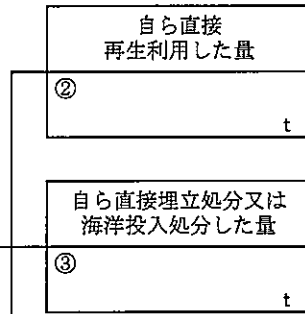 自ら直接
再生利用した量
②
t
自ら直接埋立処分又は
海洋投入処分した量
③
t